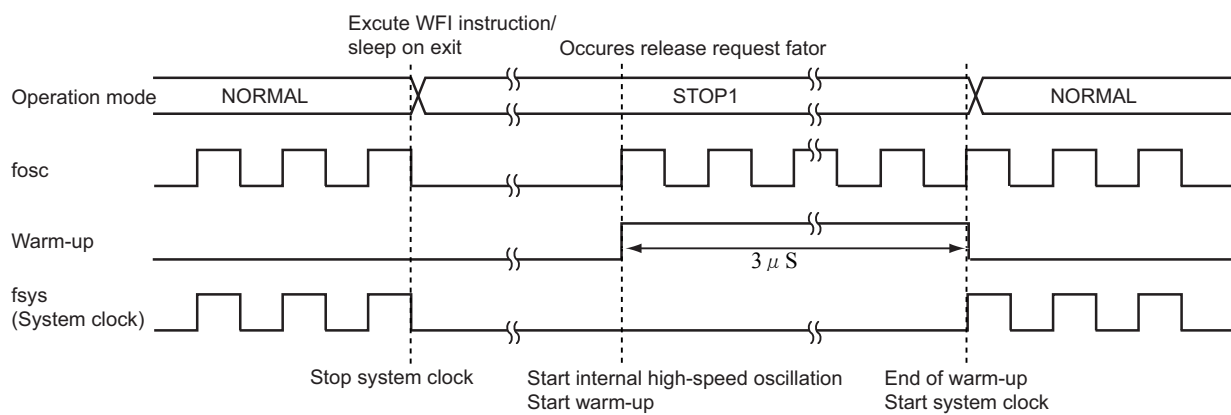 Excute WFI instruction/
sleep on exit
Occures release request fator
Operation mode
NORMAL
STOP1
NORMAL
fosc
Warm-up
3 μ S
fsys
(System clock)
Stop system clock
Start internal high-speed oscillation
Start warm-up
End of warm-up
Start system clock